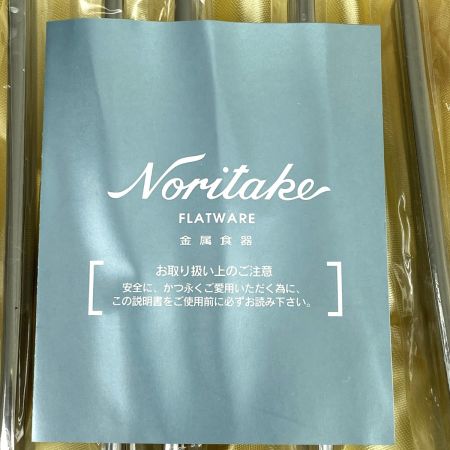 Noritake
FLATWARE
金属食器
お取り扱い上のご注意
安全に、かつ永くご愛用いただく為に、
この説明書をご使用前に必ずお読み下さい。